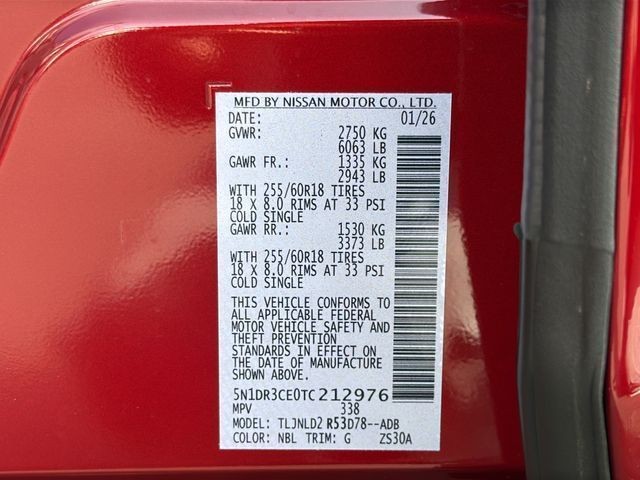 MFD BY NISSAN MOTOR CO., LTD.
DATE: 01/26
GVWR: 2750 KG
6063 LB
GAWR FR.: 1335 KG
2943 LB
WITH 255/60R18 TIRES
18 X 8.0 RIMS AT 33 PSI
COLD SINGLE
GAWR RR.: 1530 KG
3373 LB
WITH 255/60R18 TIRES
18 X 8.0 RIMS AT 33 PSI
COLD SINGLE
THIS VEHICLE CONFORMS TO
ALL APPLICABLE FEDERAL
MOTOR VEHICLE SAFETY AND
THEFT PREVENTION
STANDARDS IN EFFECT ON
THE DATE OF MANUFACTURE
SHOWN ABOVE.
5N1DR3CE0TC212976
MPV 338
MODEL: TLJNLD2 R53D78--ADB
COLOR: NBL TRIM: G ZS30A